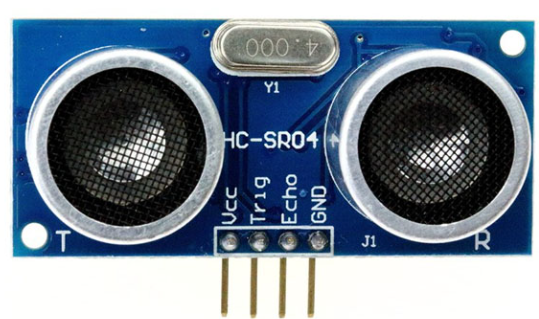 4.000
Y1
HC-SR04
Vcc
Trig
Echo
GND
T
J1
R